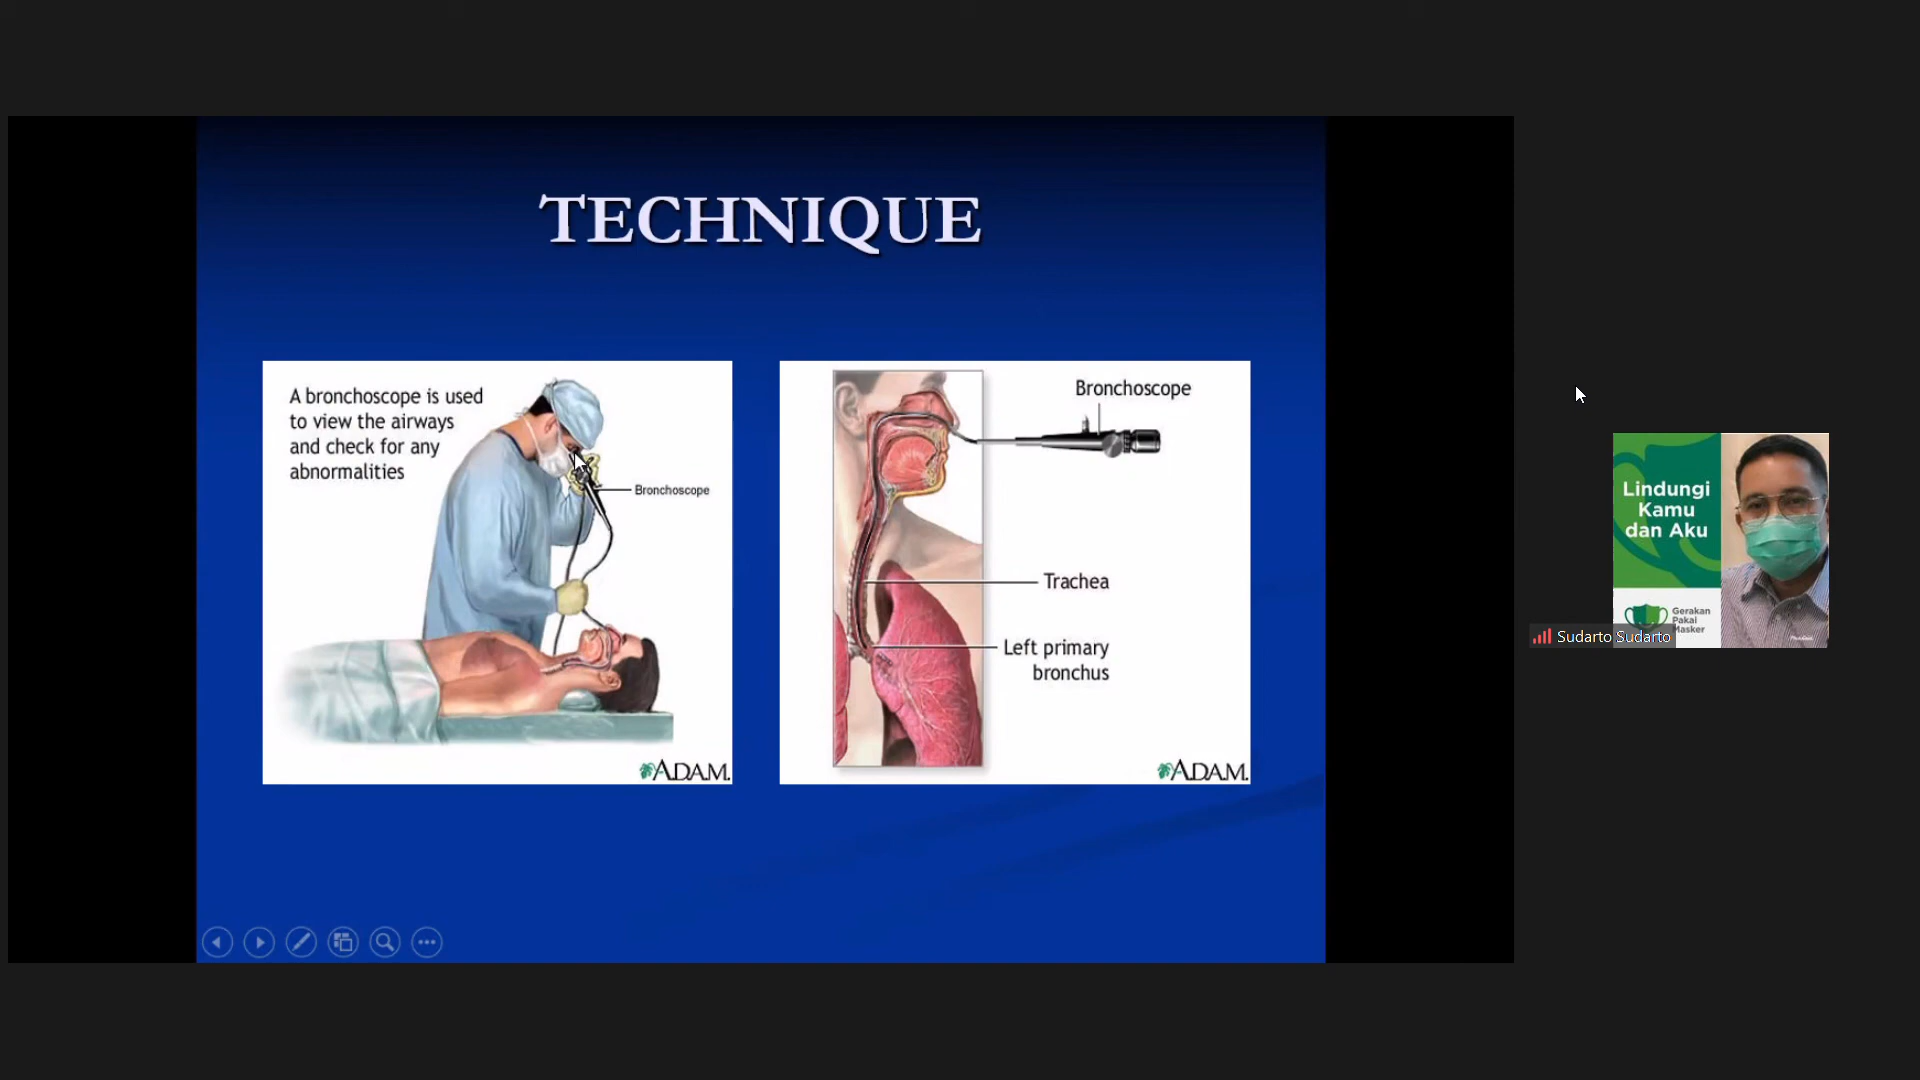 TECHNIQUE
A bronchoscope is used
to view the airways
and check for any
abnormalities
Bronchoscope
A.D.A.M.
Bronchoscope
Trachea
Left primary
bronchus
A.D.A.M.
Lindungi
Kamu
dan Aku
Gerakan
Pakai
Masker
Sudarto Sudarto